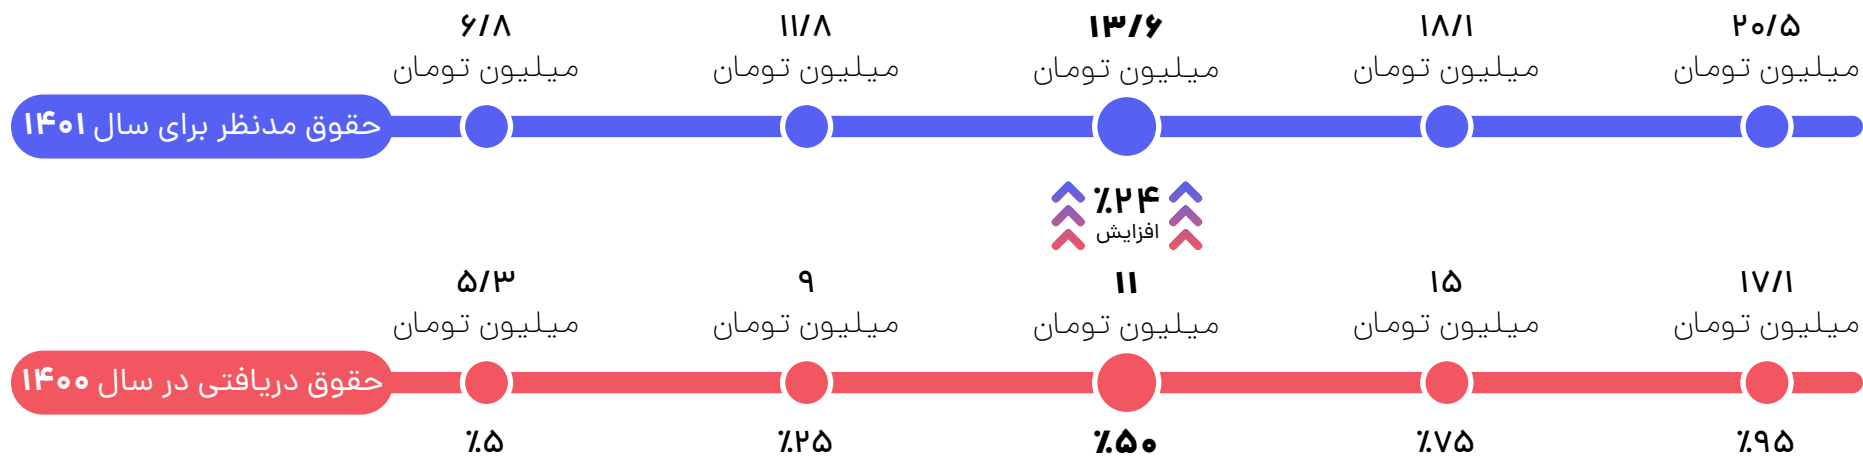 ۶/۸
میلیون تومان
۱۱/۸
میلیون تومان
۱۳/۶
میلیون تومان
۱۸/۱
میلیون تومان
۲۰/۵
میلیون تومان
حقوق مدنظر برای سال ۱۴۰۱
٪۲۴
افزایش
۵/۳
میلیون تومان
۹
میلیون تومان
۱۱
میلیون تومان
۱۵
میلیون تومان
۱۷/۱
میلیون تومان
حقوق دریافتی در سال ۱۴۰۰
٪۵
٪۲۵
٪۵۰
٪۷۵
٪۹۵